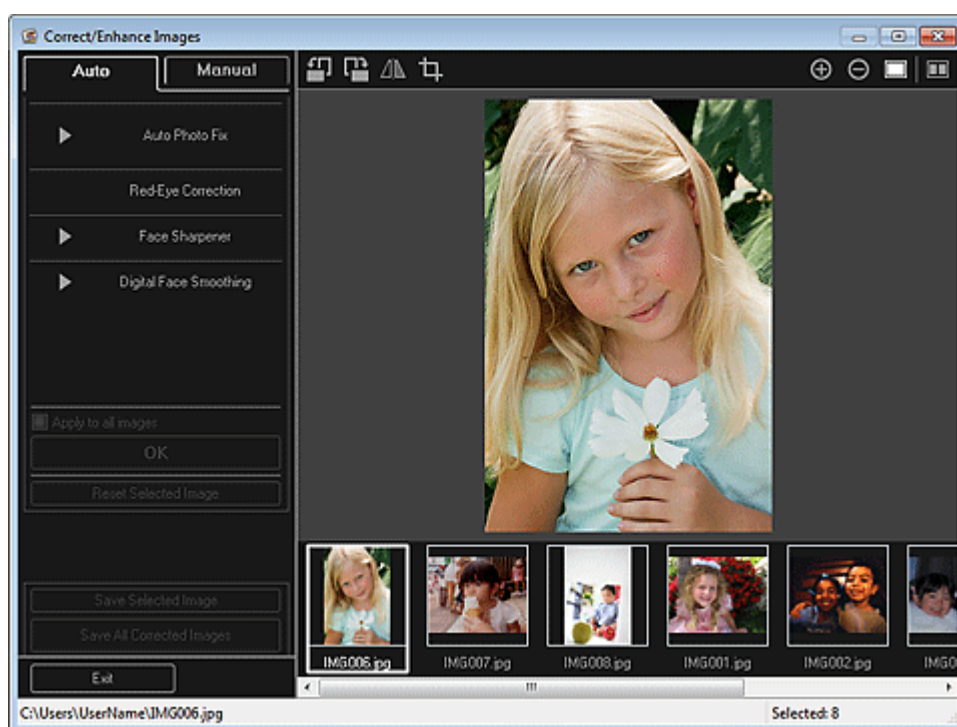 Correct/Enhance Images
Auto
Manual
Auto Photo Fix
Red-Eye Correction
Face Sharpener
Digital Face Smoothing
Apply to all images
OK
Reset Selected Image
Save Selected Image
Save All Corrected Images
Exit
IMG006.jpg
IMG007.jpg
IMG008.jpg
IMG001.jpg
IMG002.jpg
IMG0
C:\Users\UserName\IMG006.jpg
Selected: 8